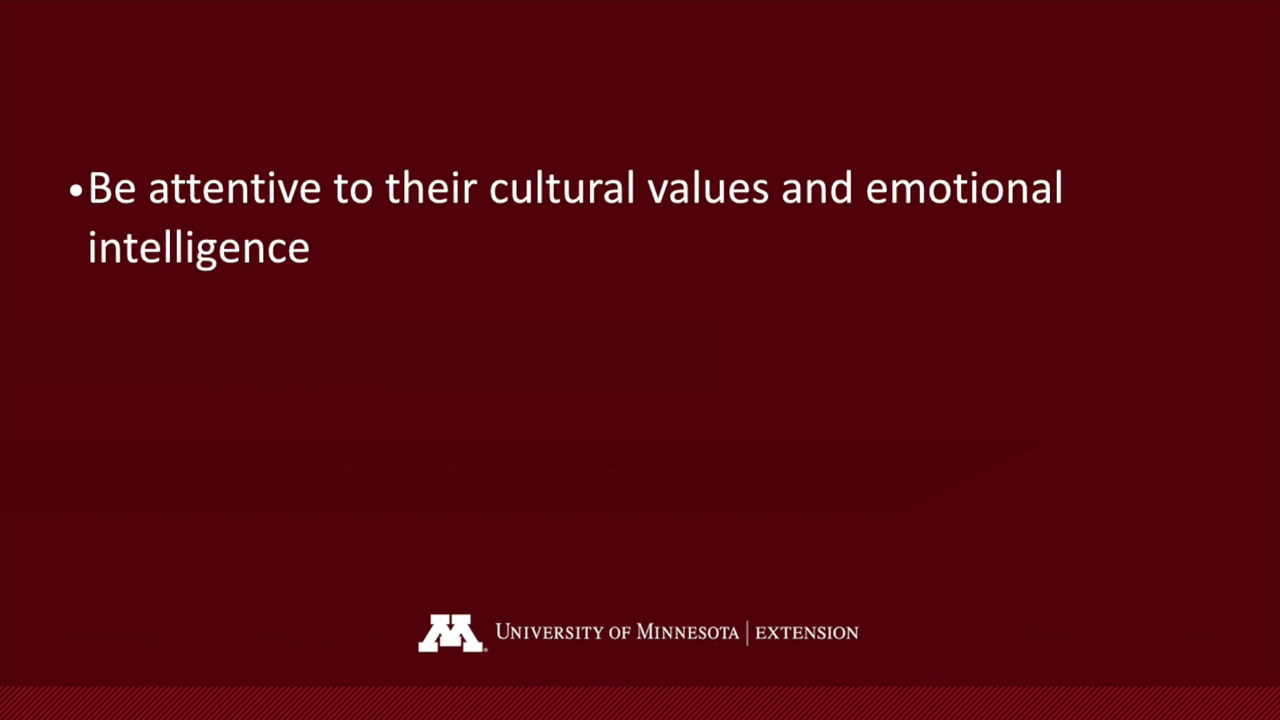 •Be attentive to their cultural values and emotional
intelligence
M
UNIVERSITY OF MINNESOTA | EXTENSION